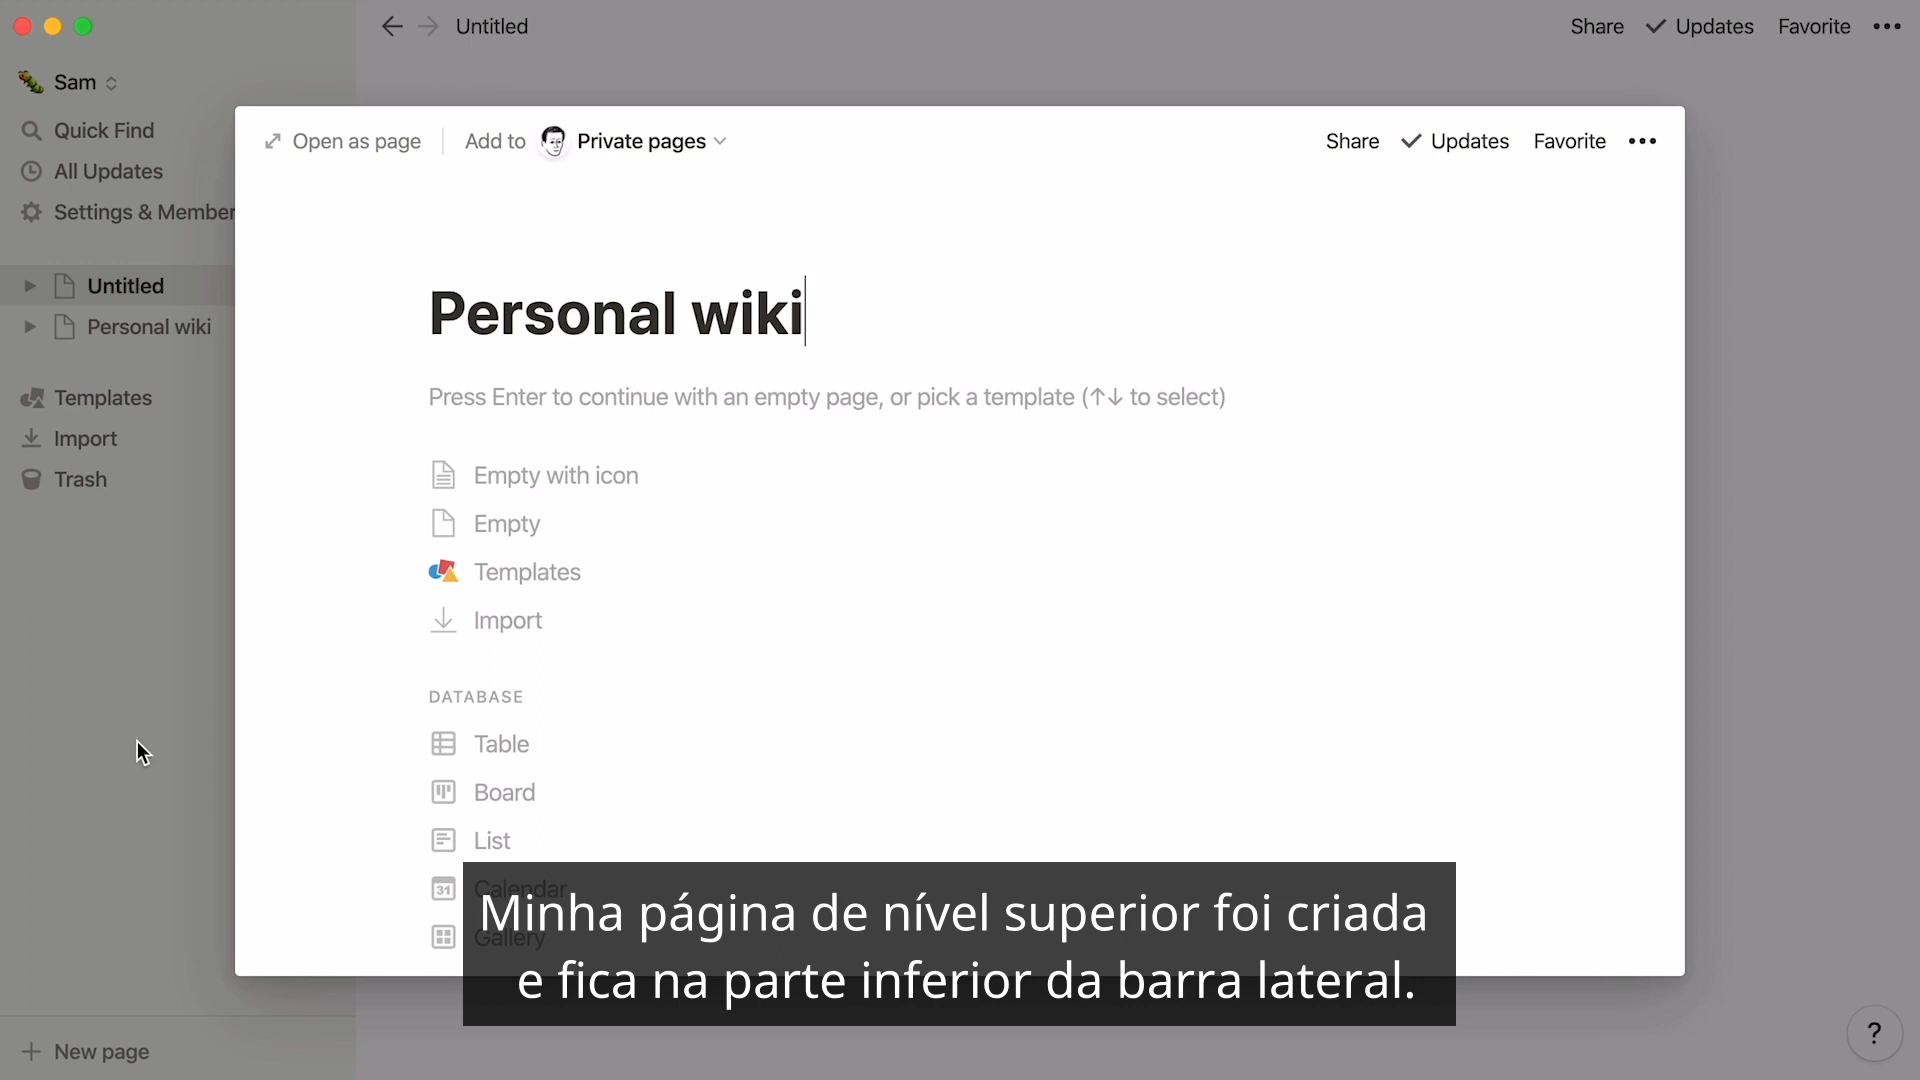 Untitled
Share
Updates
Favorite
Sam
Quick Find
All Updates
Settings & Member
Untitled
Personal wiki
Templates
Import
Trash
New page
Open as page
Add to
Private pages
Share
Updates
Favorite
Personal wiki
Press Enter to continue with an empty page, or pick a template (↑↓ to select)
Empty with icon
Empty
Templates
Import
DATABASE
Table
Board
List
31 Calendar
Gallery
Minha página de nível superior foi criada
e fica na parte inferior da barra lateral.
?